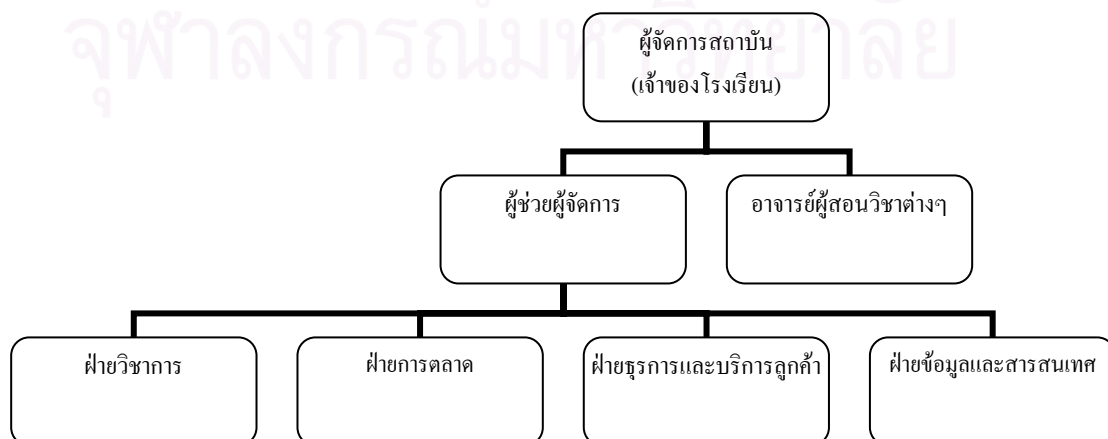 จุฬาลงกรณ์มหาวิทยาลัย
ผู้จัดการสถาบัน
(เจ้าของโรงเรียน)
ผู้ช่วยผู้จัดการ
อาจารย์ผู้สอนวิชาต่างๆ
ฝ่ายวิชาการ
ฝ่ายการตลาด
ฝ่ายธุรการและบริการลูกค้า
ฝ่ายข้อมูลและสารสนเทศ